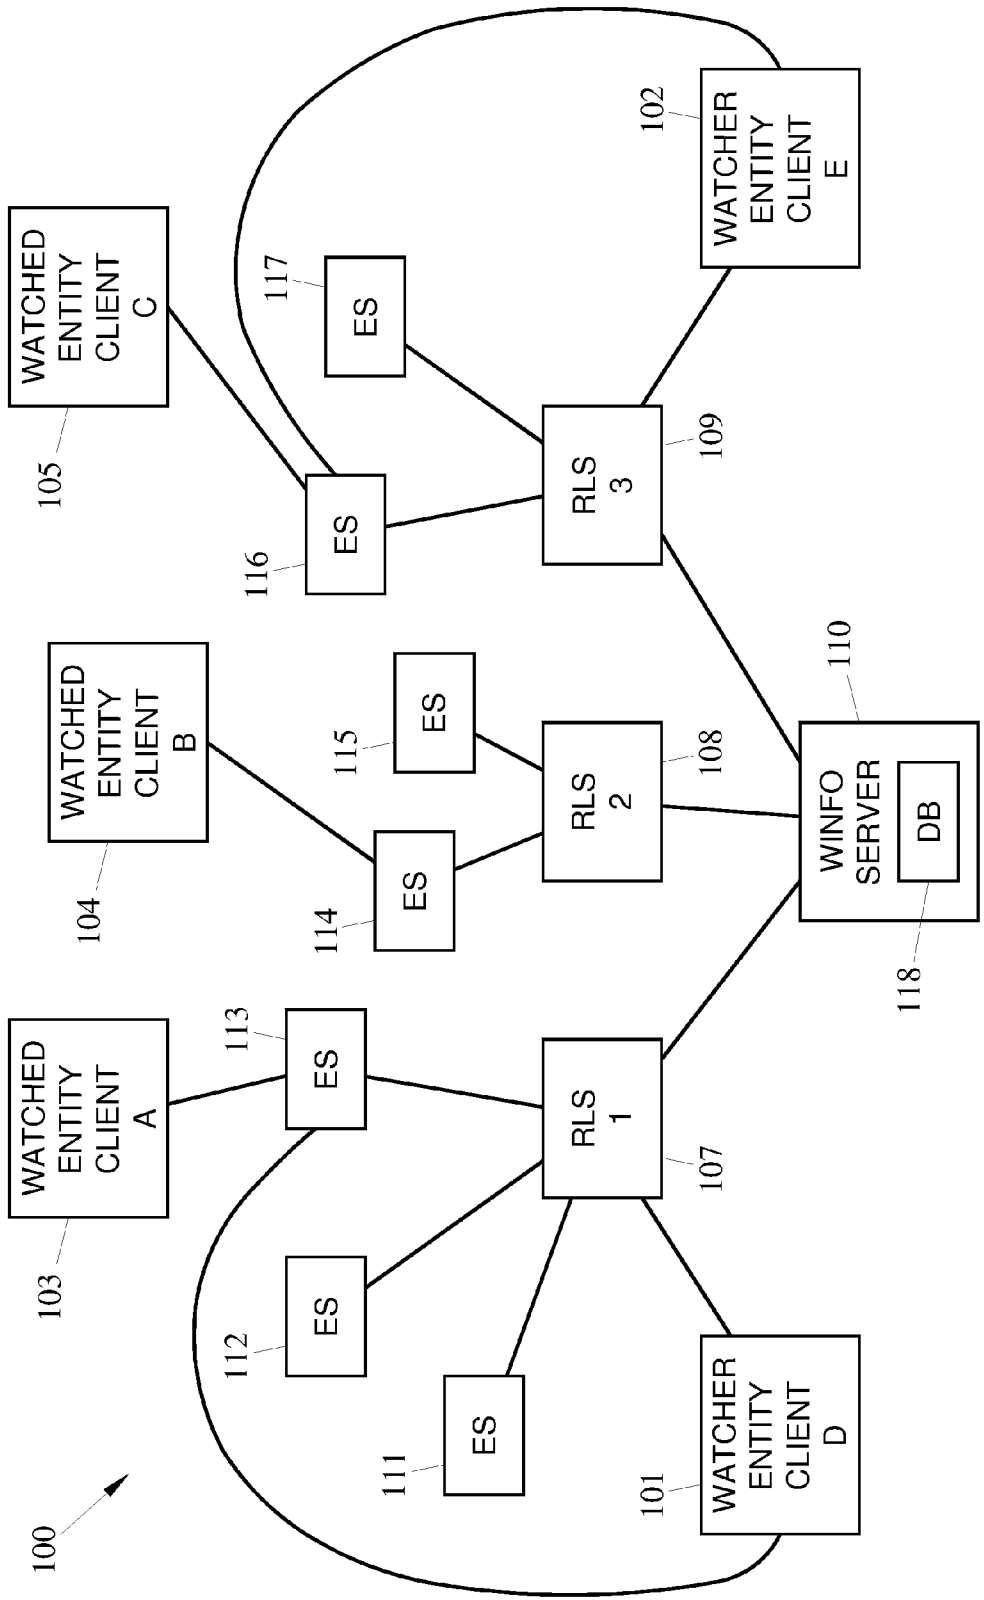 100
WATCHED
ENTITY
CLIENT
A
103
WATCHED
ENTITY
CLIENT
B
104
WATCHED
ENTITY
CLIENT
C
105
ES
111
ES
112
ES
113
ES
114
ES
115
ES
116
ES
117
RLS
1
107
RLS
2
108
RLS
3
109
WATCHER
ENTITY
CLIENT
D
101
WINFO
SERVER
DB
118
110
WATCHER
ENTITY
CLIENT
E
102